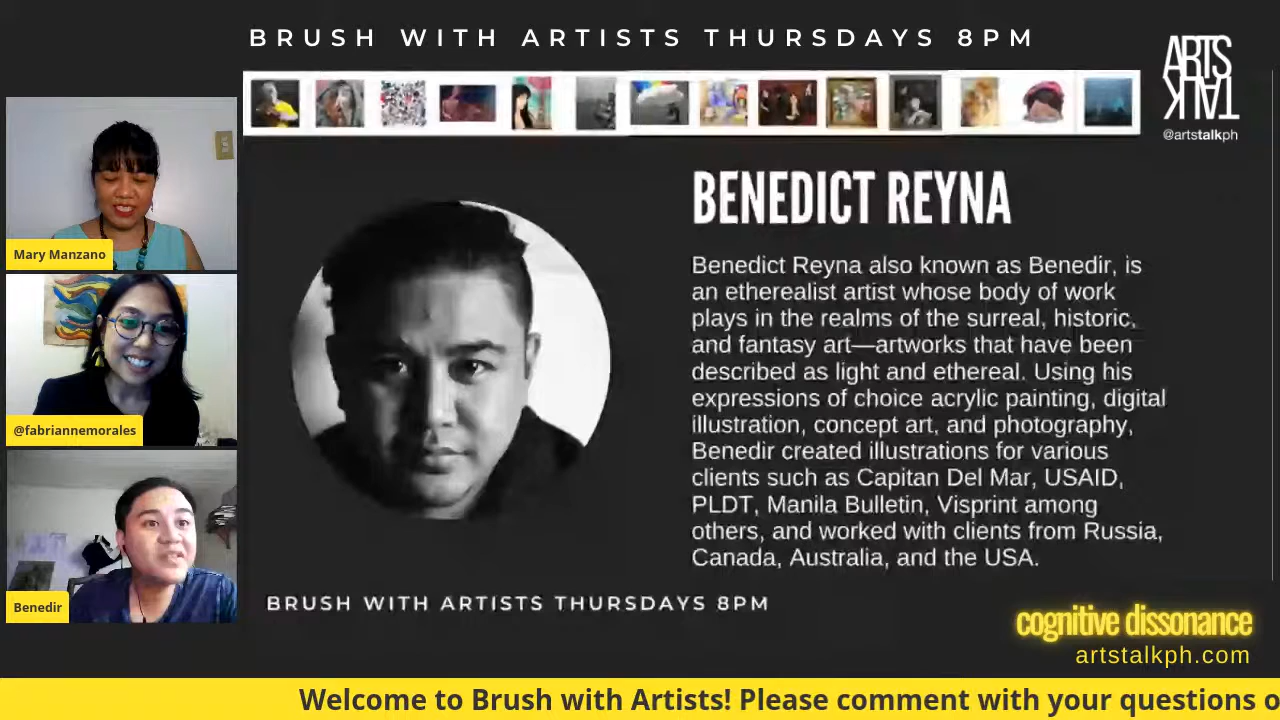 BRUSH WITH ARTISTS THURSDAYS 8PM
ARTS
TALK
@artstalkph
Mary Manzano
@fabriannemorales
Benedir
BENEDICT REYNA
Benedict Reyna also known as Benedir, is
an etherealist artist whose body of work
plays in the realms of the surreal, historic,
and fantasy art—artworks that have been
described as light and ethereal. Using his
expressions of choice acrylic painting, digital
illustration, concept art, and photography,
Benedir created illustrations for various
clients such as Capitan Del Mar, USAID,
PLDT, Manila Bulletin, Visprint among
others, and worked with clients from Russia,
Canada, Australia, and the USA.
BRUSH WITH ARTISTS THURSDAYS 8PM
cognitive dissonance
artstalkph.com
Welcome to Brush with Artists! Please comment with your questions o